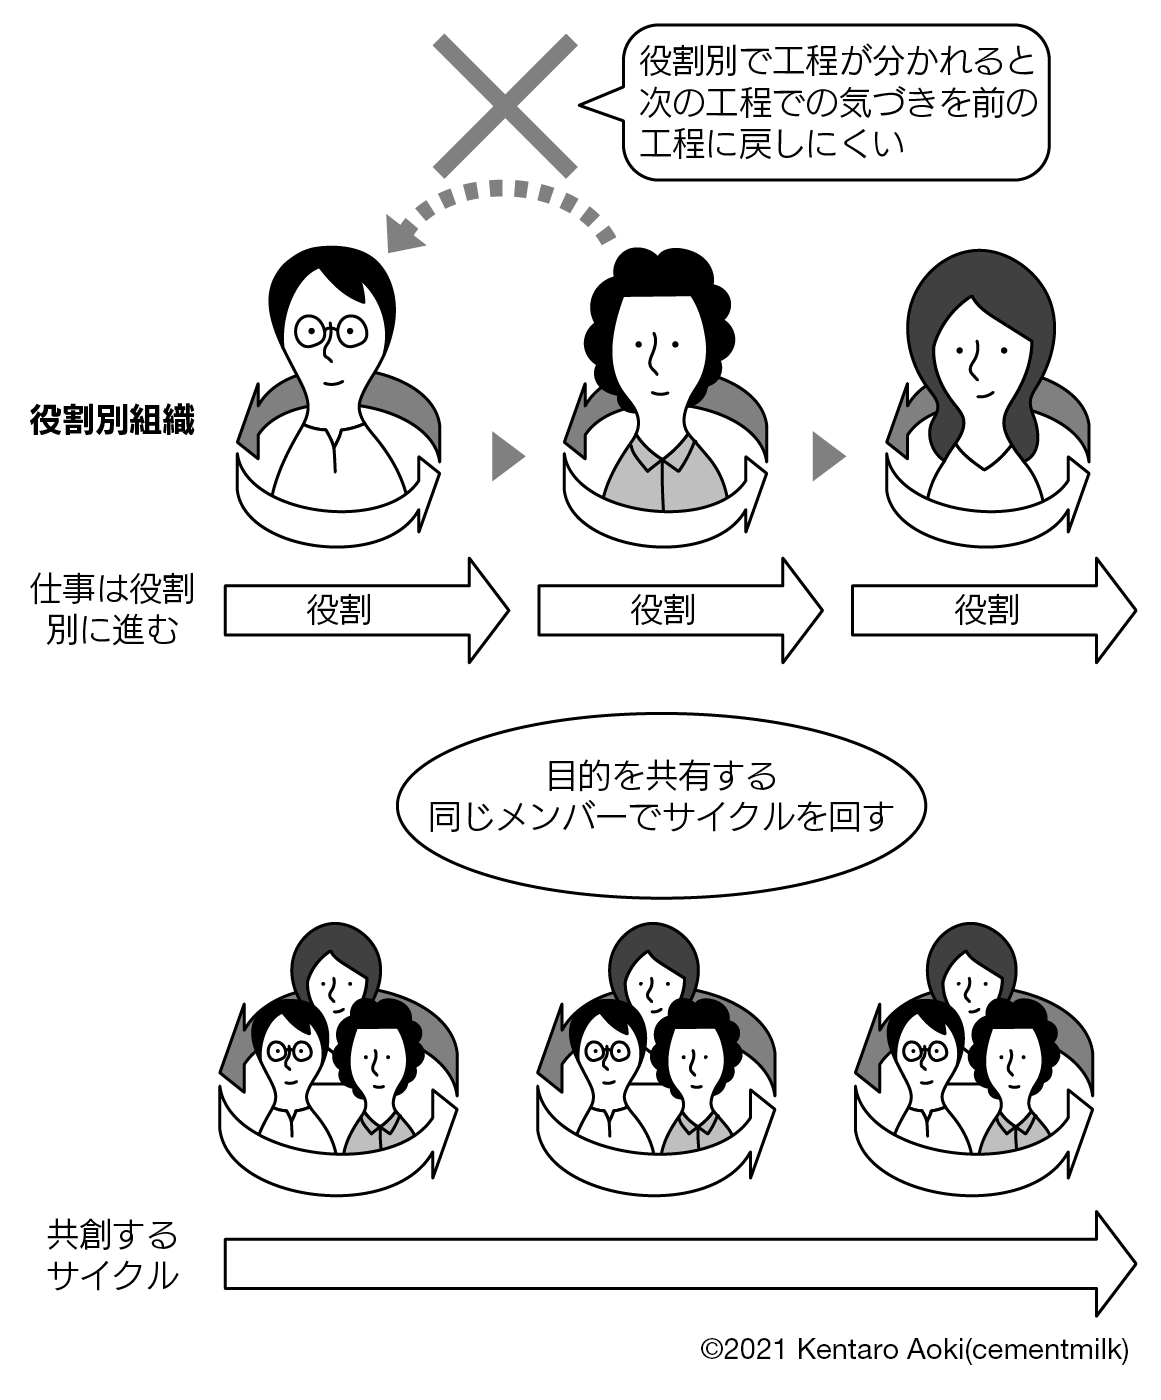 役割別で工程が分かれると
次の工程での気づきを前の
工程に戻しにくい
役割別組織
仕事は役割
別に進む
役割
役割
役割
目的を共有する
同じメンバーでサイクルを回す
共創する
サイクル
©2021 Kentaro Aoki(cementmilk)